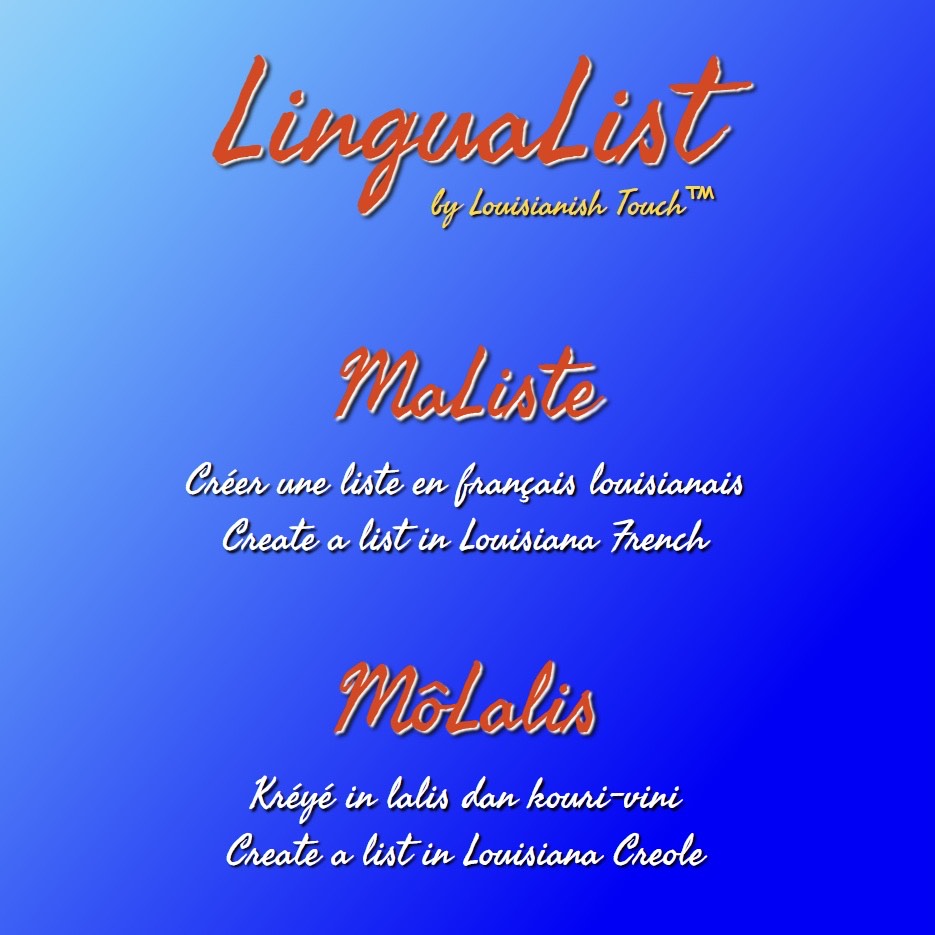 LinguaList
by Louisianish Touch™
MaListe
Créer une liste en français louisianais
Create a list in Louisiana French
MôLalis
Kréyé in lalis dan kouri-vini
Create a list in Louisiana Creole